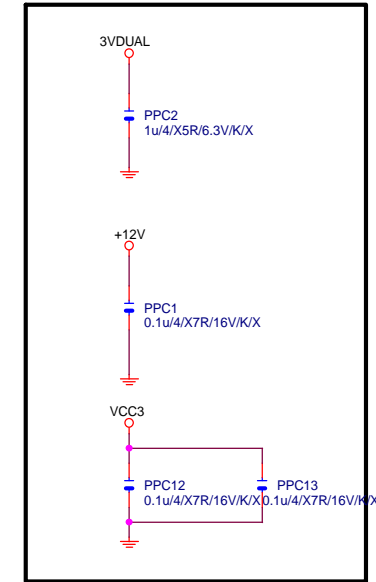 3VDUAL
PPC2
1u/4/X5R/6.3V/K/X
+12V
PPC1
0.1u/4/X7R/16V/K/X
VCC3
PPC12
0.1u/4/X7R/16V/K/X
PPC13
0.1u/4/X7R/16V/K/X